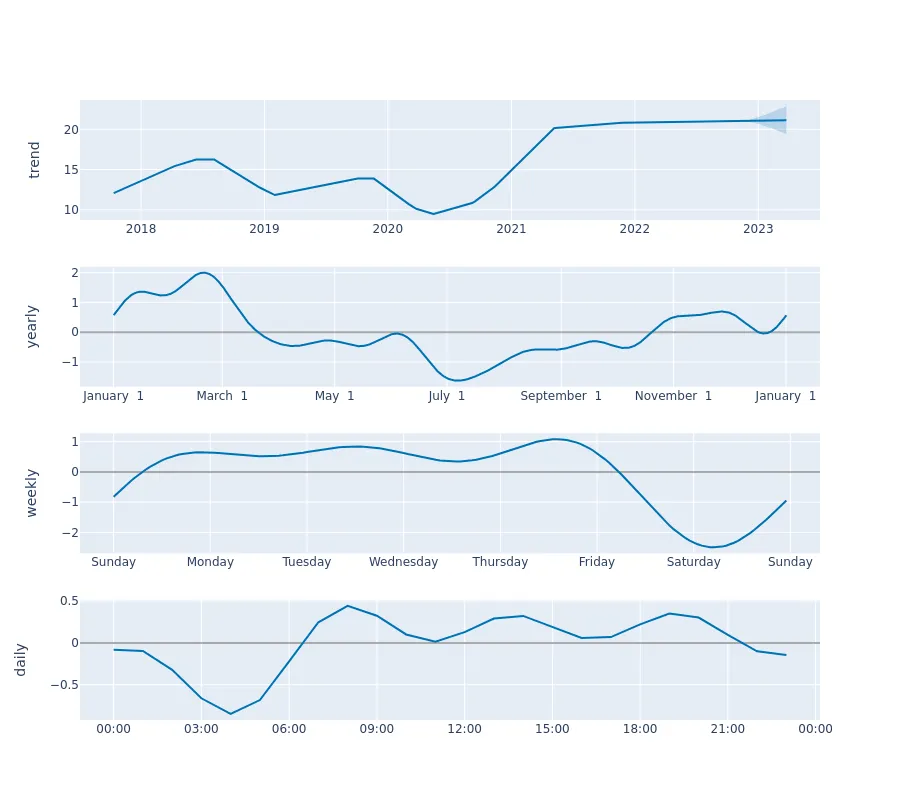 trend
20
15
10
2018 2019 2020 2021 2022 2023
yearly
2
1
0
−1
January 1 March 1 May 1 July 1 September 1 November 1 January 1
weekly
1
0
−1
−2
Sunday Monday Tuesday Wednesday Thursday Friday Saturday Sunday
daily
0.5
0
−0.5
00:00 03:00 06:00 09:00 12:00 15:00 18:00 21:00 00:00